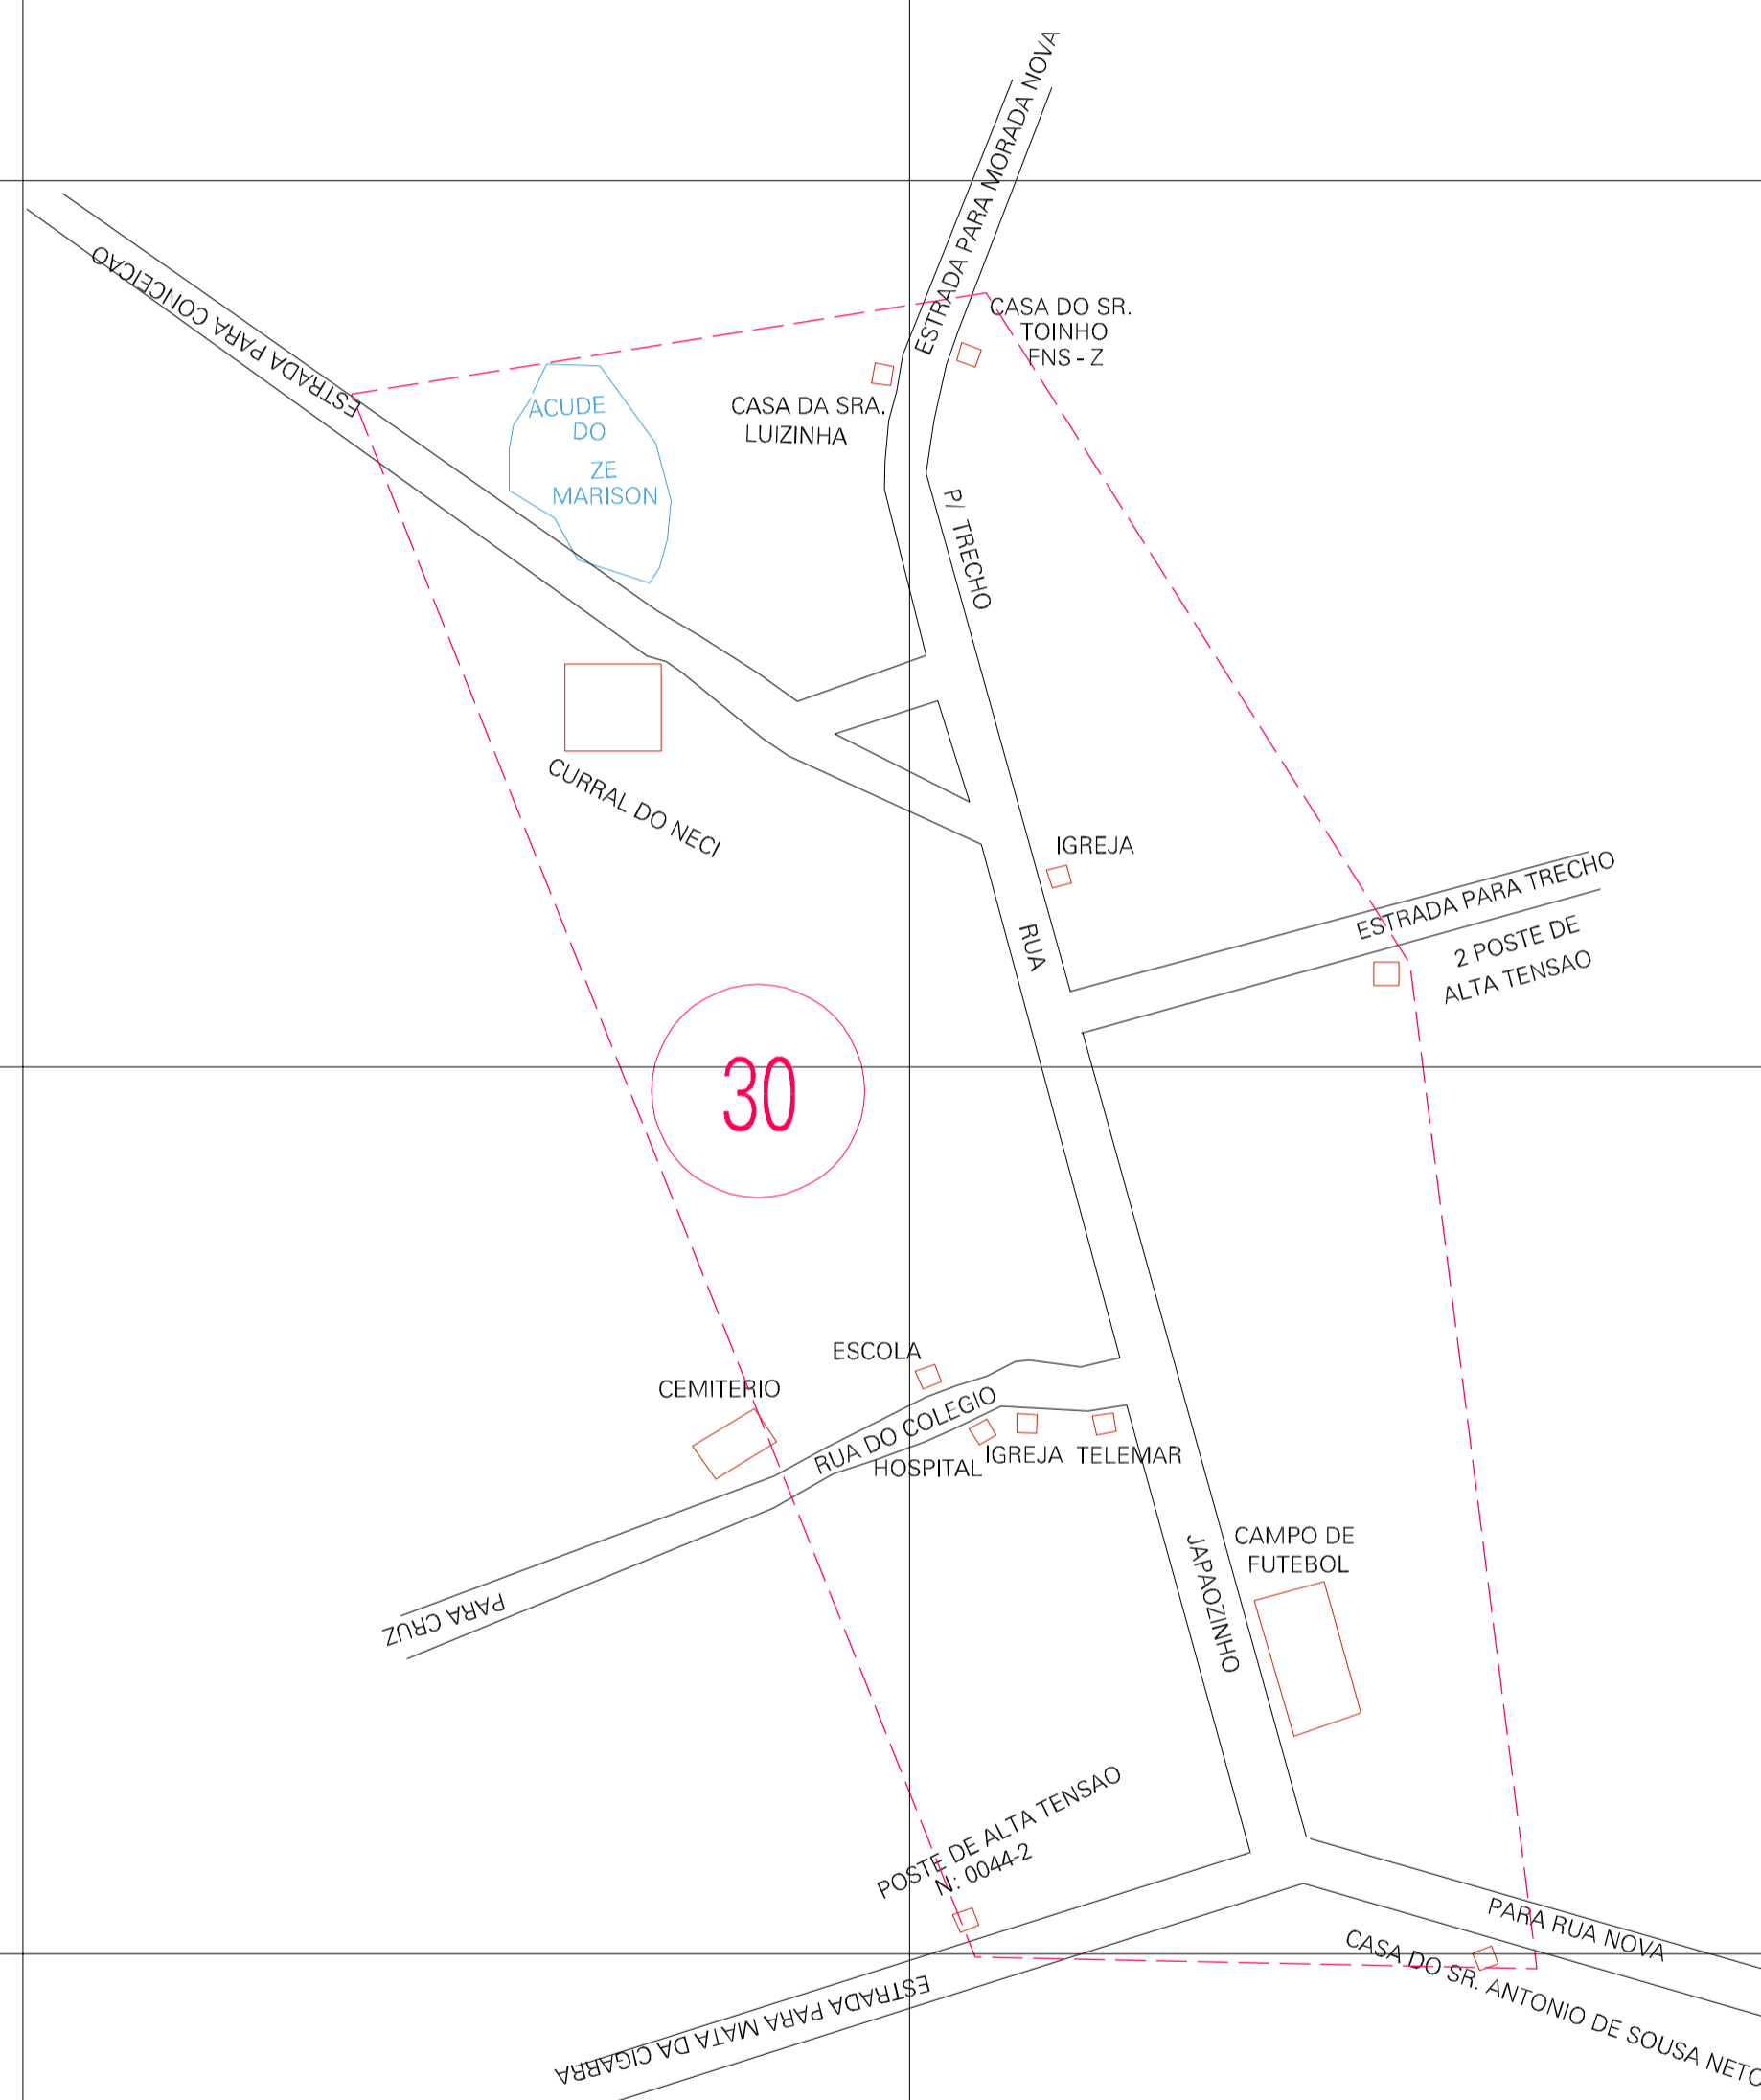 ESTRADA PARA MORADA NOVA
ESTRADA PARA CONCEICAO
CASA DO SR.
TOINHO
FNS - Z
CASA DA SRA.
LUIZINHA
ACUDE
DO
ZE
MARISON
P/ TRECHO
CURRAL DO NECI
IGREJA
ESTRADA PARA TRECHO
2 POSTE DE
ALTA TENSAO
RUA
30
ESCOLA
CEMITERIO
RUA DO COLEGIO
HOSPITAL
IGREJA
TELEMAR
PARA CRUZ
JAPAOZINHO
CAMPO DE
FUTEBOL
POSTE DE ALTA TENSAO
N: 0044-2
PARA RUA NOVA
CASA DO SR. ANTONIO DE SOUSA NETO
ESTRADA PARA MATA DA CIGARRA